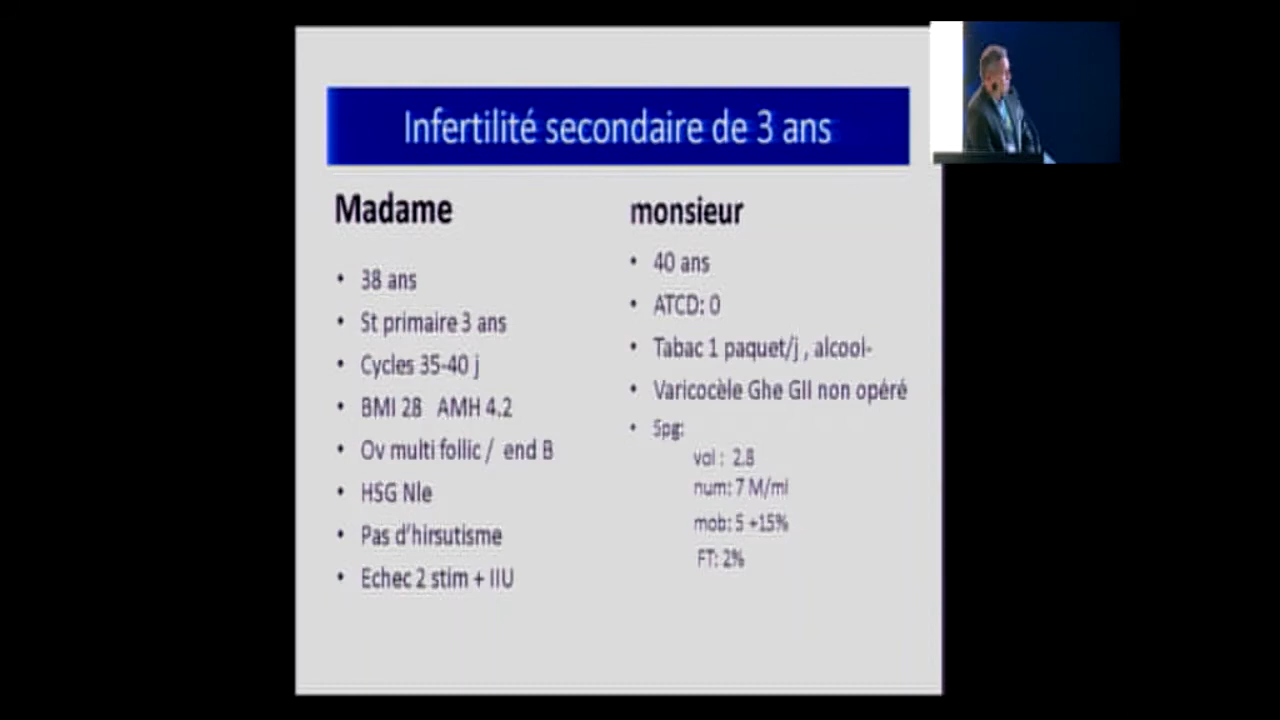 Infertilité secondaire de 3 ans
Madame
38 ans
St primaire 3 ans
Cycles 35-40 j
BMI 28 AMH 4.2
Ov multi follic / end B
HSG Nle
Pas d'hirsutisme
Echec 2 stim + IIU
monsieur
40 ans
ATCD: 0
Tabac 1 paquet/j , alcool-
Varicocèle Ghe GII non opéré
Spg:
vol : 2.8
num: 7 M/ml
mob: 5 +15%
FT: 2%